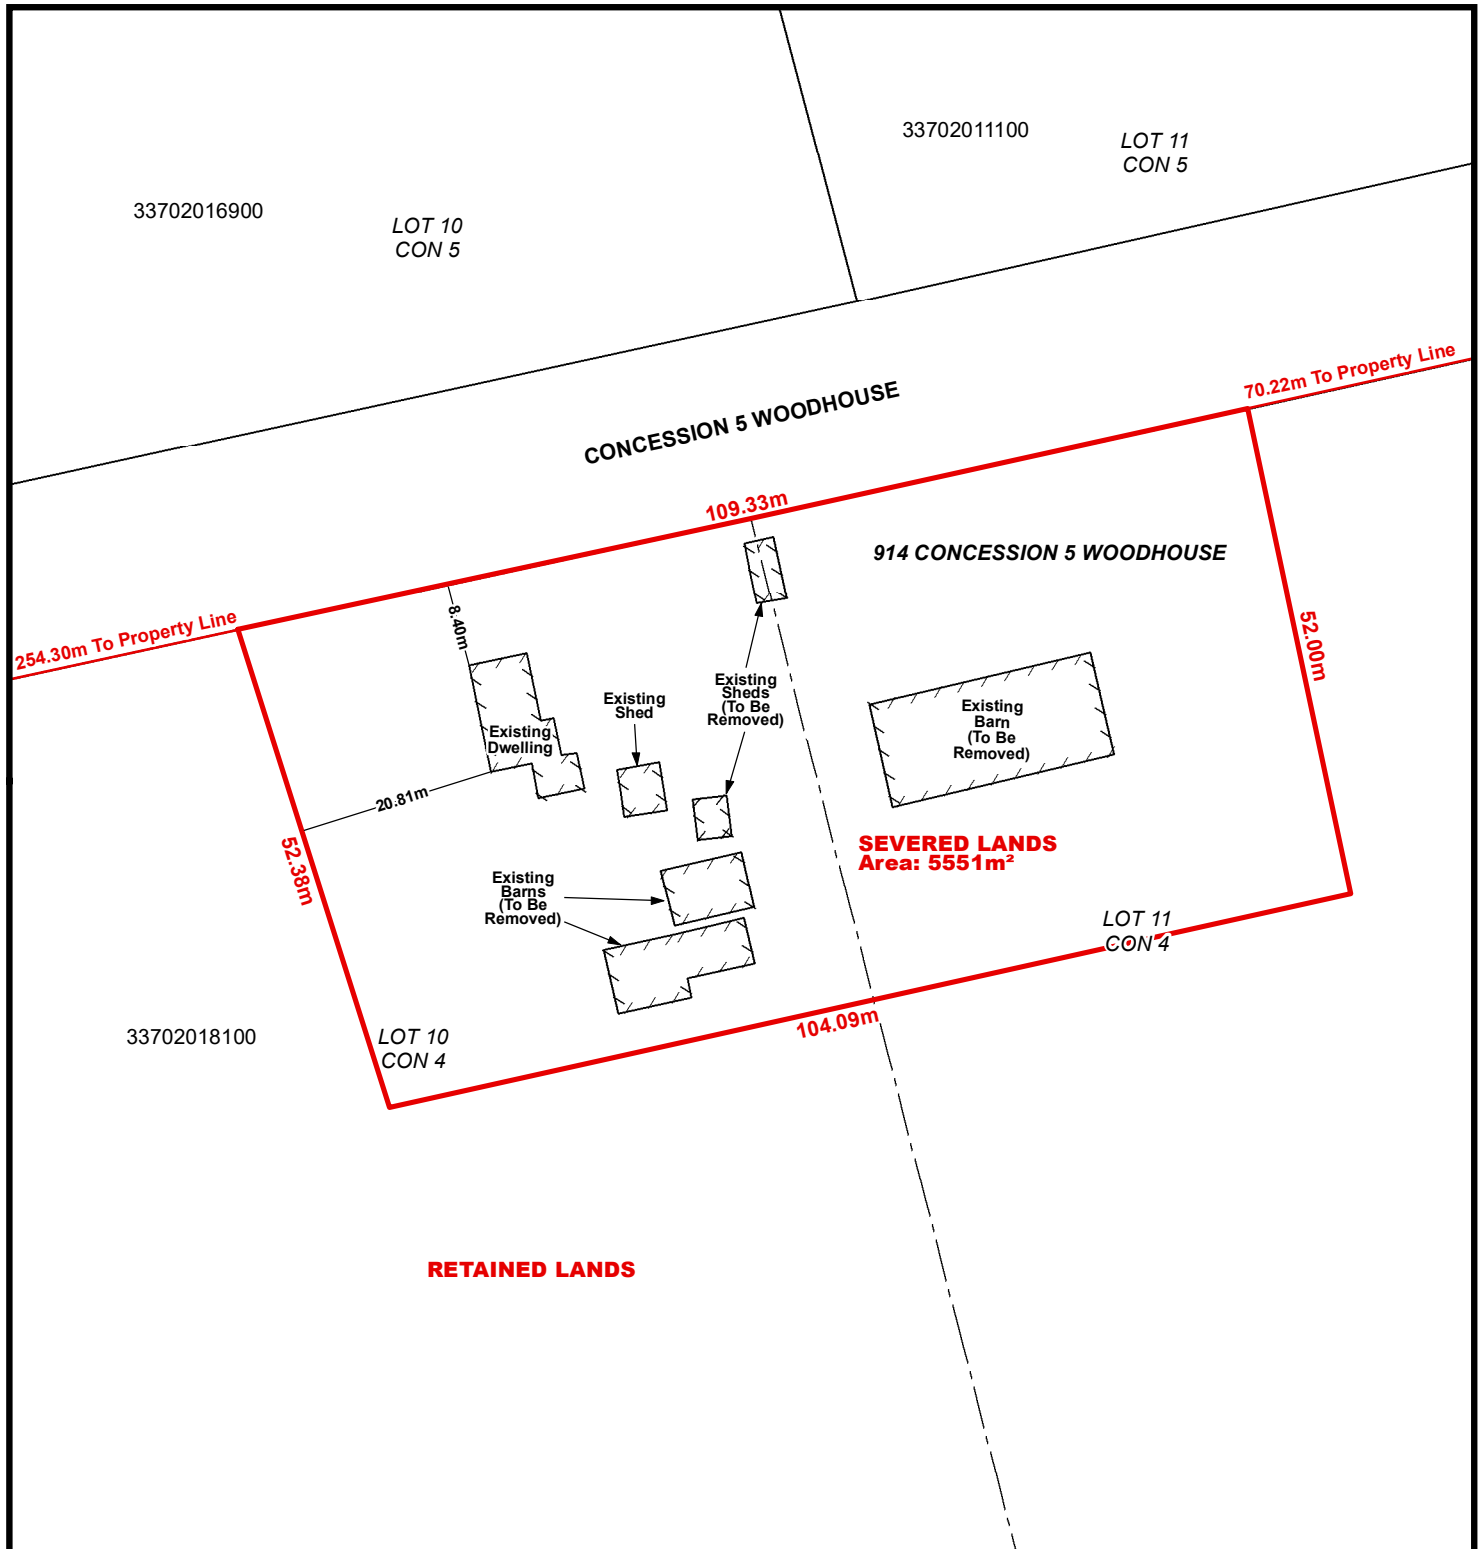 33702011100
LOT 11
CON 5
33702016900
LOT 10
CON 5
70.22m To Property Line
CONCESSION 5 WOODHOUSE
109.33m
914 CONCESSION 5 WOODHOUSE
254.30m To Property Line
8.40m
52.00m
Existing
Shed
Existing
Sheds
(To Be
Removed)
Existing
Barn
(To Be
Removed)
Existing
Dwelling
20.81m
52.38m
SEVERED LANDS
Area: 5551m²
Existing
Barns
(To Be
Removed)
LOT 11
CON 4
104.09m
33702018100
LOT 10
CON 4
RETAINED LANDS